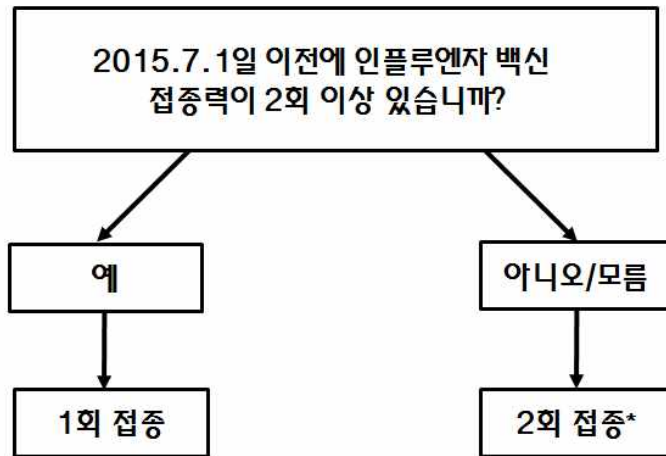 2015.7.1일 이전에 인플루엔자 백신
접종력이 2회 이상 있습니까?
예
아니오/모름
1회 접종
2회 접종*